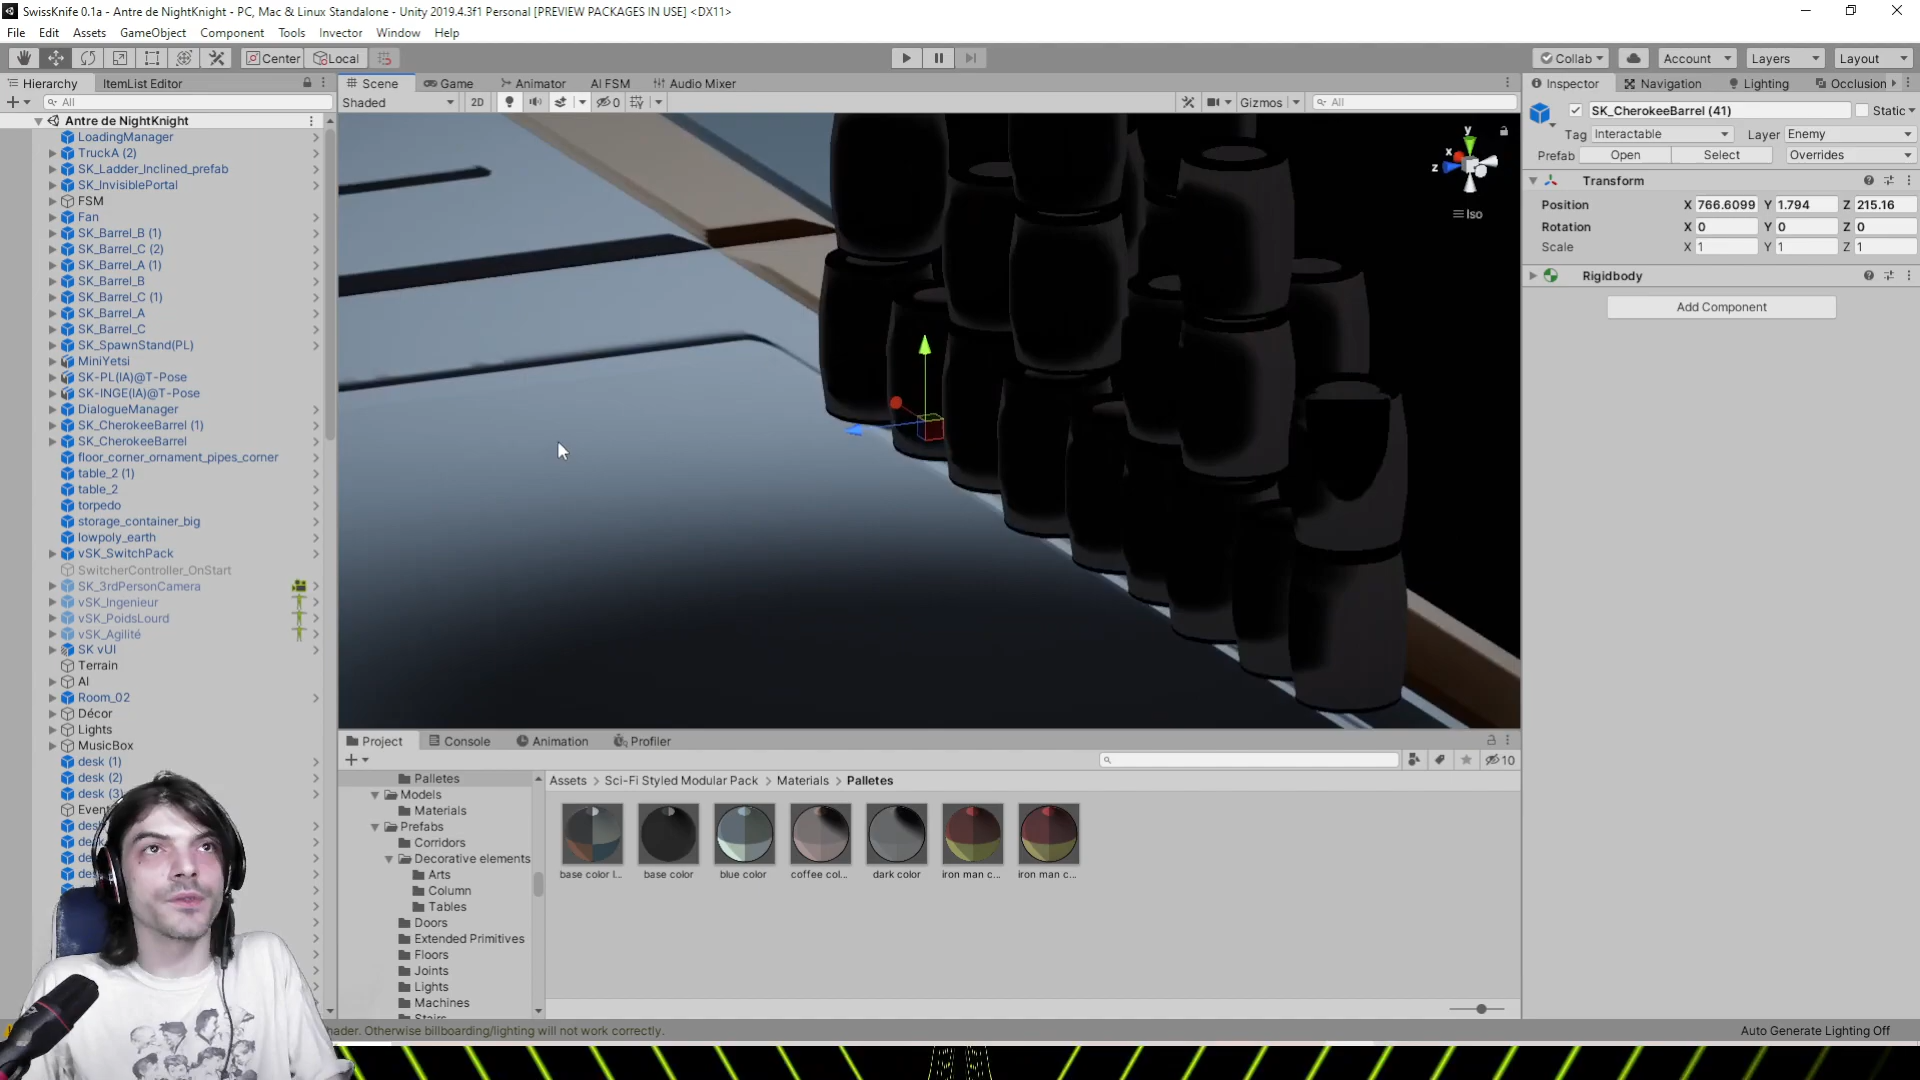 SwissKnife 0.1a - Antre de NightKnight - PC, Mac & Linux Standalone - Unity 2019.4.3f1 Personal [PREVIEW PACKAGES IN USE] <DX11>
File Edit Assets GameObject Component Tools Invector Window Help
Center Local Collab Account Layers Layout
Hierarchy ItemList Editor
All
Antre de NightKnight
LoadingManager
TruckA (2)
SK_Ladder_Inclined_prefab
SK_InvisiblePortal
FSM
Fan
SK_Barrel_B (1)
SK_Barrel_C (2)
SK_Barrel_A (1)
SK_Barrel_B
SK_Barrel_C (1)
SK_Barrel_A
SK_Barrel_C
SK_SpawnStand(PL)
MiniYetsi
SK-PL(IA)@T-Pose
SK-INGE(IA)@T-Pose
DialogueManager
SK_CherokeeBarrel (1)
SK_CherokeeBarrel
floor_corner_ornament_pipes_corner
table_2 (1)
table_2
torpedo
storage_container_big
lowpoly_earth
vSK_SwitchPack
SwitcherController_OnStart
SK_3rdPersonCamera
vSK_Ingenieur
vSK_PoidsLourd
vSK_Agilité
SK vUI
Terrain
AI
Room_02
Décor
Lights
MusicBox
desk (1)
desk (2)
desk (3)
Scene Game Animator AI FSM Audio Mixer
Shaded 2D 0 Gizmos All
y
x
z
Iso
Project Console Animation Profiler
10
Palletes
Models
Materials
Prefabs
Corridors
Decorative elements
Arts
Column
Tables
Doors
Extended Primitives
Floors
Joints
Lights
Machines
Assets > Sci-Fi Styled Modular Pack > Materials > Palletes
base color l... base color blue color coffee col... dark color iron man c... iron man c...
Inspector Navigation Lighting Occlusion
SK_CherokeeBarrel (41) Static
Tag Interactable Layer Enemy
Prefab Open Select Overrides
Transform
Position X 766.6099 Y 1.794 Z 215.16
Rotation X 0 Y 0 Z 0
Scale X 1 Y 1 Z 1
Rigidbody
Add Component
hader. Otherwise billboarding/lighting will not work correctly.
Auto Generate Lighting Off